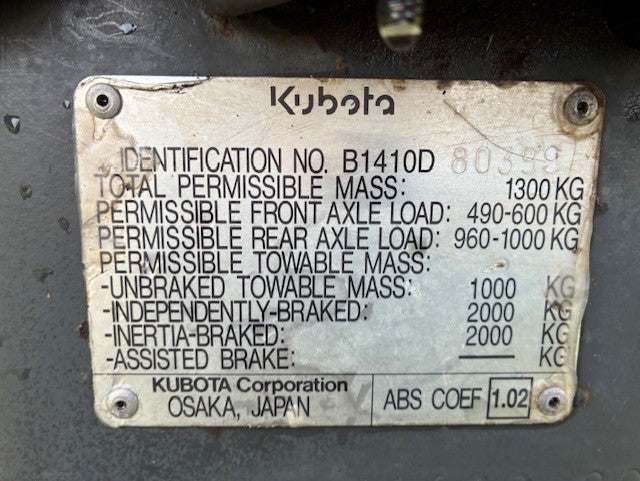 Kubota
IDENTIFICATION NO. B1410D 80399
TOTAL PERMISSIBLE MASS: 1300 KG
PERMISSIBLE FRONT AXLE LOAD: 490-600 KG
PERMISSIBLE REAR AXLE LOAD: 960-1000 KG
PERMISSIBLE TOWABLE MASS:
-UNBRAKED TOWABLE MASS: 1000 KG
-INDEPENDENTLY-BRAKED: 2000 KG
-INERTIA-BRAKED: 2000 KG
-ASSISTED BRAKE: —— KG
KUBOTA Corporation
OSAKA, JAPAN
ABS COEF 1.02